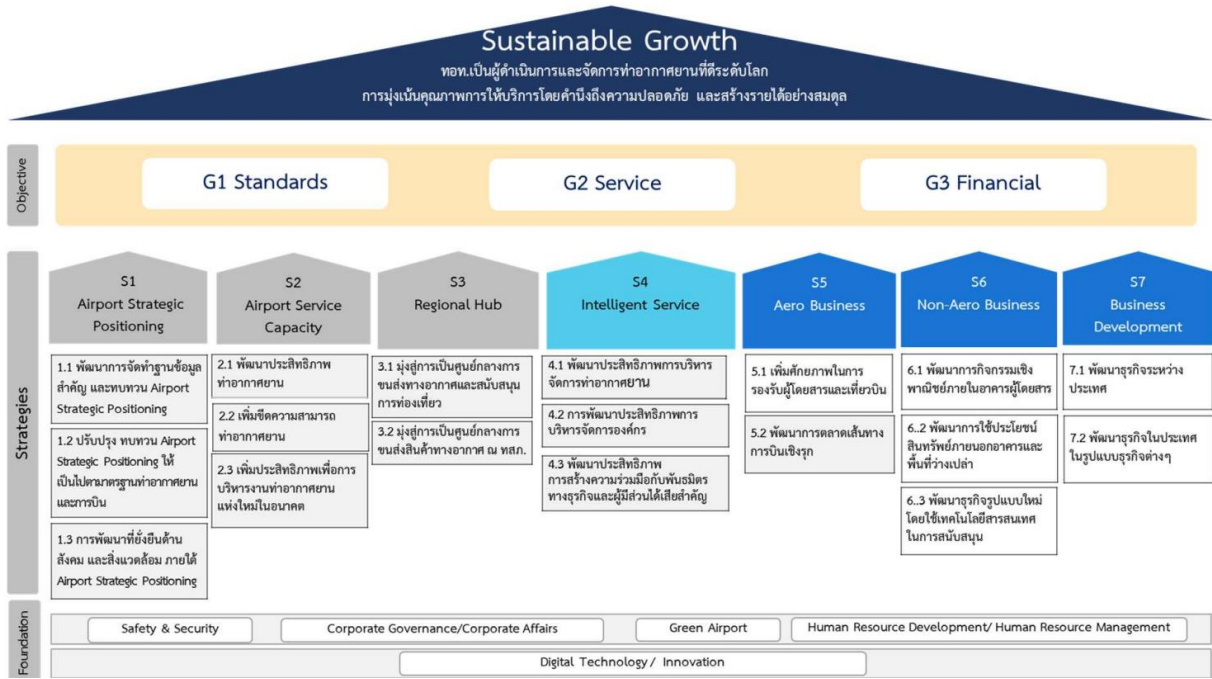 Sustainable Growth
ทอท.เป็นผู้ดำเนินการและจัดการท่าอากาศยานที่ดีระดับโลก
การมุ่งเน้นคุณภาพการให้บริการโดยคำนึงถึงความปลอดภัย และสร้างรายได้อย่างสมดุล
Objective
G1 Standards
G2 Service
G3 Financial
Strategies
S1
Airport Strategic
Positioning
1.1 พัฒนาการจัดทำฐานข้อมูล
สำคัญ และทบทวน Airport
Strategic Positioning
1.2 ปรับปรุง ทบทวน Airport
Strategic Positioning ให้
เป็นไปตามาตรฐานท่าอากาศยาน
และการบิน
1.3 การพัฒนาที่ยั่งยืนด้าน
สังคม และสิ่งแวดล้อม ภายใต้
Airport Strategic Positioning
S2
Airport Service
Capacity
2.1 พัฒนาประสิทธิภาพ
ท่าอากาศยาน
2.2 เพิ่มขีดความสามารถ
ท่าอากาศยาน
2.3 เพิ่มประสิทธิภาพเพื่อการ
บริหารงานท่าอากาศยาน
แห่งใหม่ในอนาคต
S3
Regional Hub
3.1 มุ่งสู่การเป็นศูนย์กลางการ
ขนส่งทางอากาศและสนับสนุน
การท่องเที่ยว
3.2 มุ่งสู่การเป็นศูนย์กลางการ
ขนส่งสินค้าทางอากาศ ณ ทสภ.
S4
Intelligent Service
4.1 พัฒนาประสิทธิภาพการบริหาร
จัดการท่าอากาศยาน
4.2 การพัฒนาประสิทธิภาพการ
บริหารจัดการองค์กร
4.3 พัฒนาประสิทธิภาพ
การสร้างความร่วมมือกับพันธมิตร
ทางธุรกิจและผู้มีส่วนได้เสียสำคัญ
S5
Aero Business
5.1 เพิ่มศักยภาพในการ
รองรับผู้โดยสารและเที่ยวบิน
5.2 พัฒนาการตลาดเส้นทาง
การบินเชิงรุก
S6
Non-Aero Business
6.1 พัฒนาการกิจกรรมเชิง
พาณิชย์ภายในอาคารผู้โดยสาร
6..2 พัฒนาการใช้ประโยชน์
สินทรัพย์ภายนอกอาคารและ
พื้นที่ว่างเปล่า
6..3 พัฒนาธุรกิจรูปแบบใหม่
โดยใช้เทคโนโลยีสารสนเทศ
ในการสนับสนุน
S7
Business
Development
7.1 พัฒนาธุรกิจระหว่าง
ประเทศ
7.2 พัฒนาธุรกิจในประเทศ
ในรูปแบบธุรกิจต่างๆ
Foundation
Safety & Security
Corporate Governance/Corporate Affairs
Green Airport
Human Resource Development/ Human Resource Management
Digital Technology / Innovation